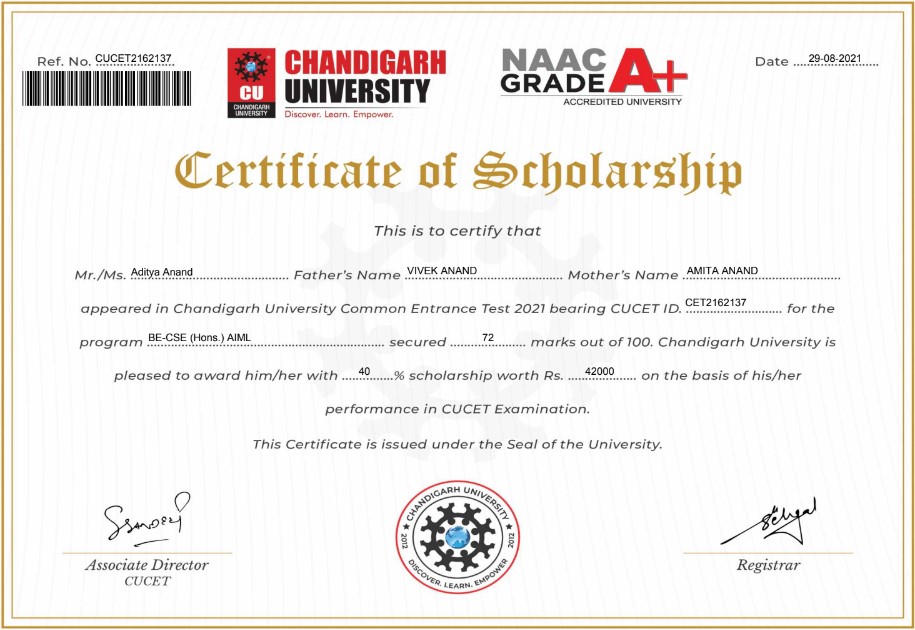 Ref. No. CUCET2162137
CU
CHANDIGARH
UNIVERSITY
CHANDIGARH
UNIVERSITY
Discover. Learn. Empower.
NAAC
GRADE A+
ACCREDITED UNIVERSITY
Date 29-08-2021
Certificate of Scholarship
This is to certify that
Mr./Ms. Aditya Anand Father's Name VIVEK ANAND Mother's Name AMITA ANAND
appeared in Chandigarh University Common Entrance Test 2021 bearing CUCET ID. CET2162137 for the
program BE-CSE (Hons.) AIML secured 72 marks out of 100. Chandigarh University is
pleased to award him/her with 40 % scholarship worth Rs. 42000 on the basis of his/her
performance in CUCET Examination.
This Certificate is issued under the Seal of the University.
Associate Director
CUCET
CHANDIGARH UNIVERSITY
2012
2012
DISCOVER. LEARN. EMPOWER
Sehgal
Registrar